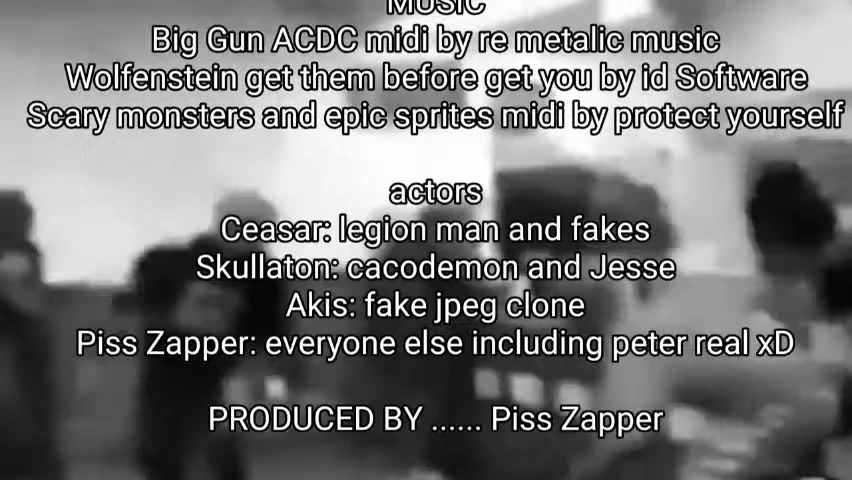 MUSIC
Big Gun ACDC midi by re metalic music
Wolfenstein get them before get you by id Software
Scary monsters and epic sprites midi by protect yourself
actors
Ceasar: legion man and fakes
Skullaton: cacodemon and Jesse
Akis: fake jpeg clone
Piss Zapper: everyone else including peter real xD
PRODUCED BY ...... Piss Zapper